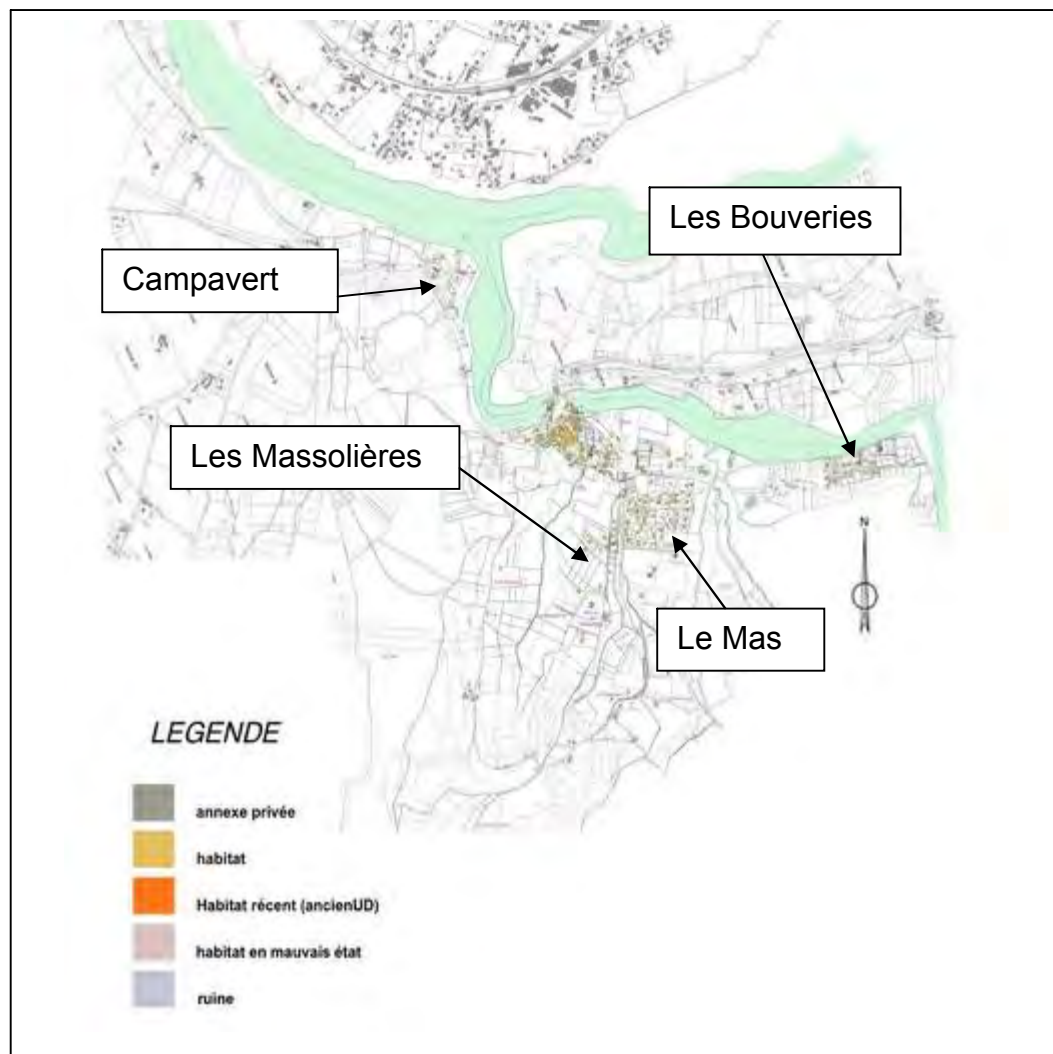 Les Bouveries
Campavert
Les Massolières
N
Le Mas
LEGENDE
annexe privée
habitat
Habitat récent (ancienUD)
habitat en mauvais état
ruine